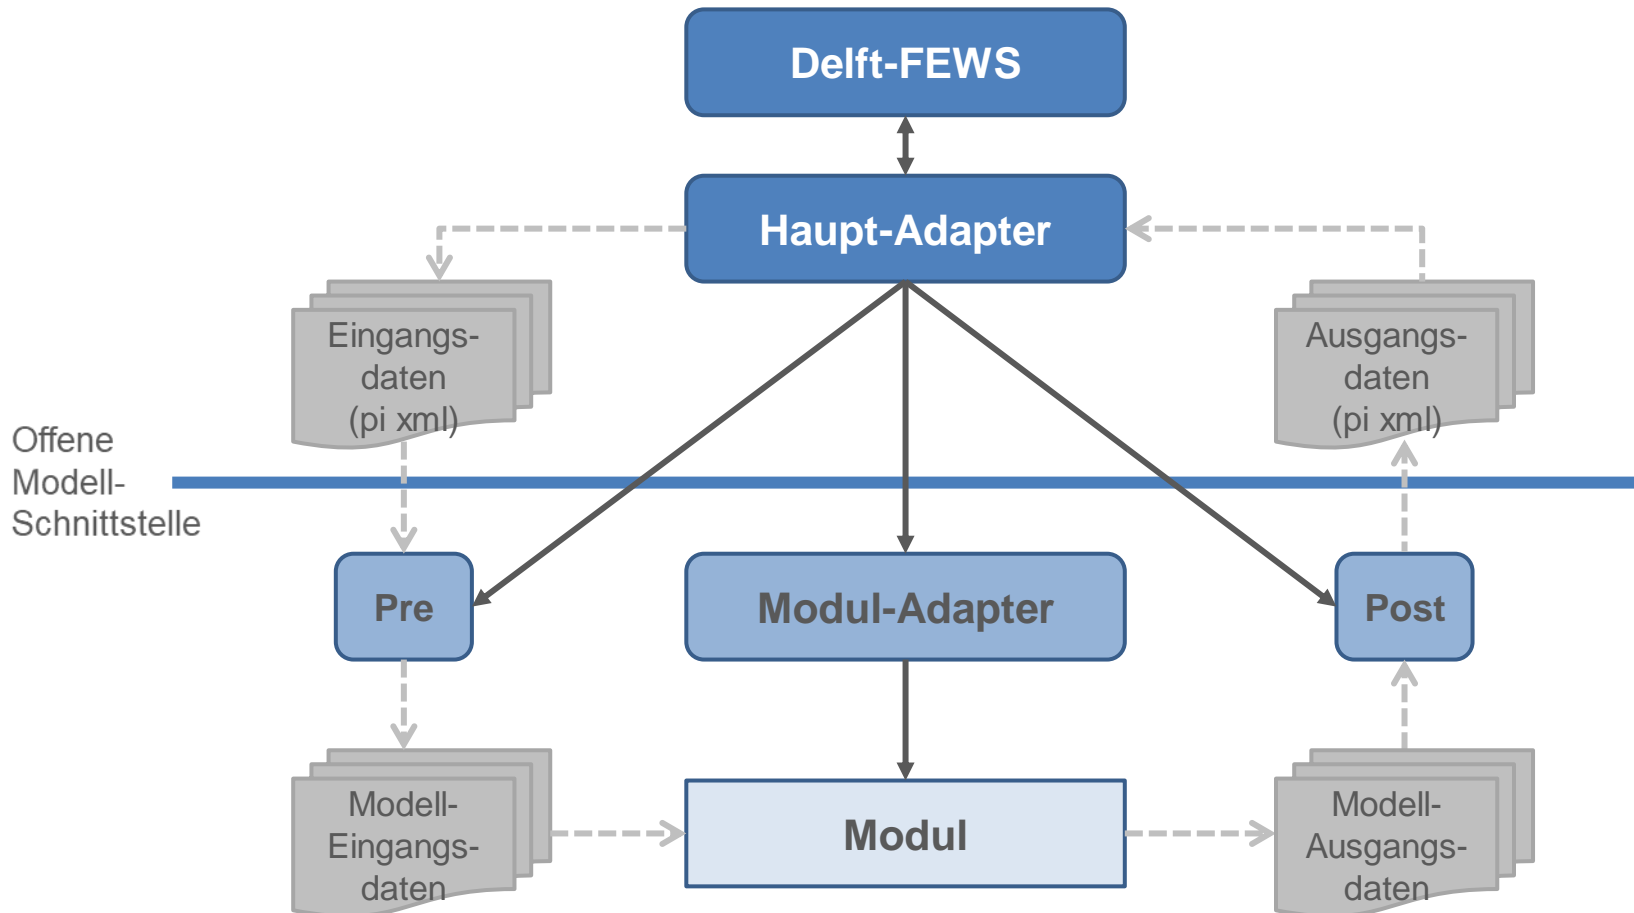 Delft-FEWS
Haupt-Adapter
Eingangs-
daten
(pi xml)
Ausgangs-
daten
(pi xml)
Offene
Modell-
Schnittstelle
Pre
Modul-Adapter
Post
Modell-
Eingangs-
daten
Modul
Modell-
Ausgangs-
daten